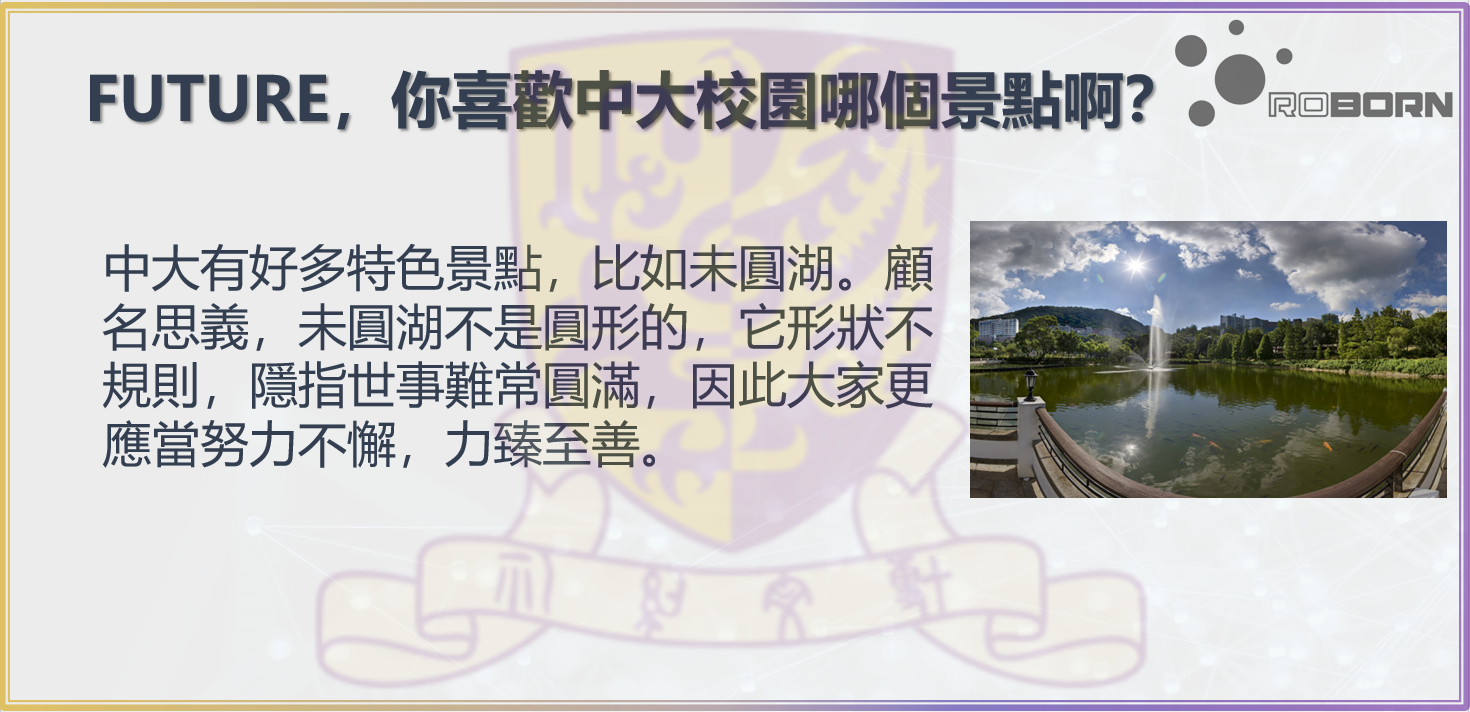 FUTURE，你喜歡中大校園哪個景點啊？
ROBORN
中大有好多特色景點，比如未圓湖。顧
名思義，未圓湖不是圓形的，它形狀不
規則，隱指世事難常圓滿，因此大家更
應當努力不懈，力臻至善。